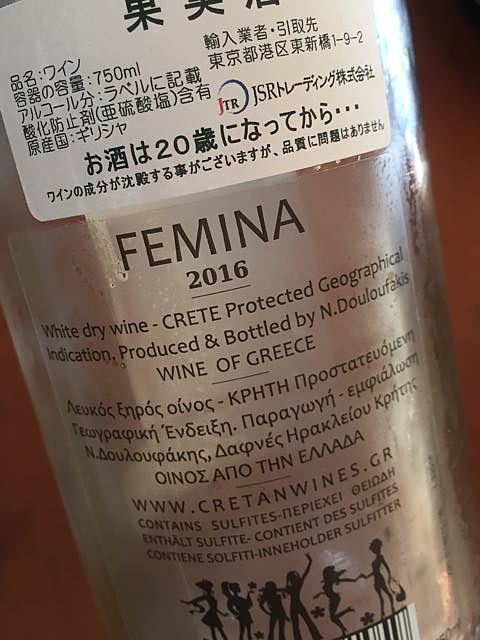 果実酒
品名:ワイン
容器の容量:750ml
アルコール分:ラベルに記載
酸化防止剤(亜硫酸塩)含有
原産国:ギリシャ
輸入業者・引取先
東京都港区東新橋1-9-2
JTR JSRトレーディング株式会社
お酒は20歳になってから・・・
ワインの成分が沈殿する事がございますが、品質に問題はありません
FEMINA
2016
White dry wine - CRETE Protected Geographical
Indication, Produced & Bottled by N.Douloufakis
WINE OF GREECE
Λευκός ξηρός οίνος - ΚΡΗΤΗ Προστατευόμενη
Γεωγραφική Ένδειξη. Παραγωγή - εμφιάλωση
Ν.Δουλουφάκης, Δαφνές Ηρακλείου Κρήτης
ΟΙΝΟΣ ΑΠΟ ΤΗΝ ΕΛΛΑΔΑ
WWW.CRETANWINES.GR
CONTAINS SULFITES-ΠΕΡΙΕΧΕΙ ΘΕΙΩΔΗ
ENTHÄLT SULFITE- CONTIENT DES SULFITES
CONTIENE SOLFITI-INNEHOLDER SULFITTER